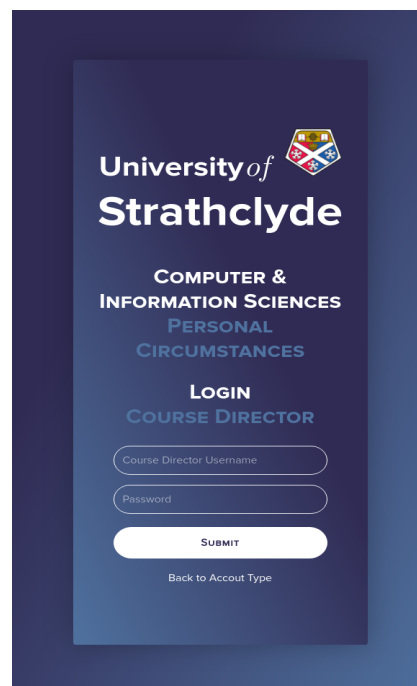 University of
Strathclyde
Computer &
Information Sciences
Personal
Circumstances
Login
Course Director
Course Director Username
Password
Submit
Back to Accout Type